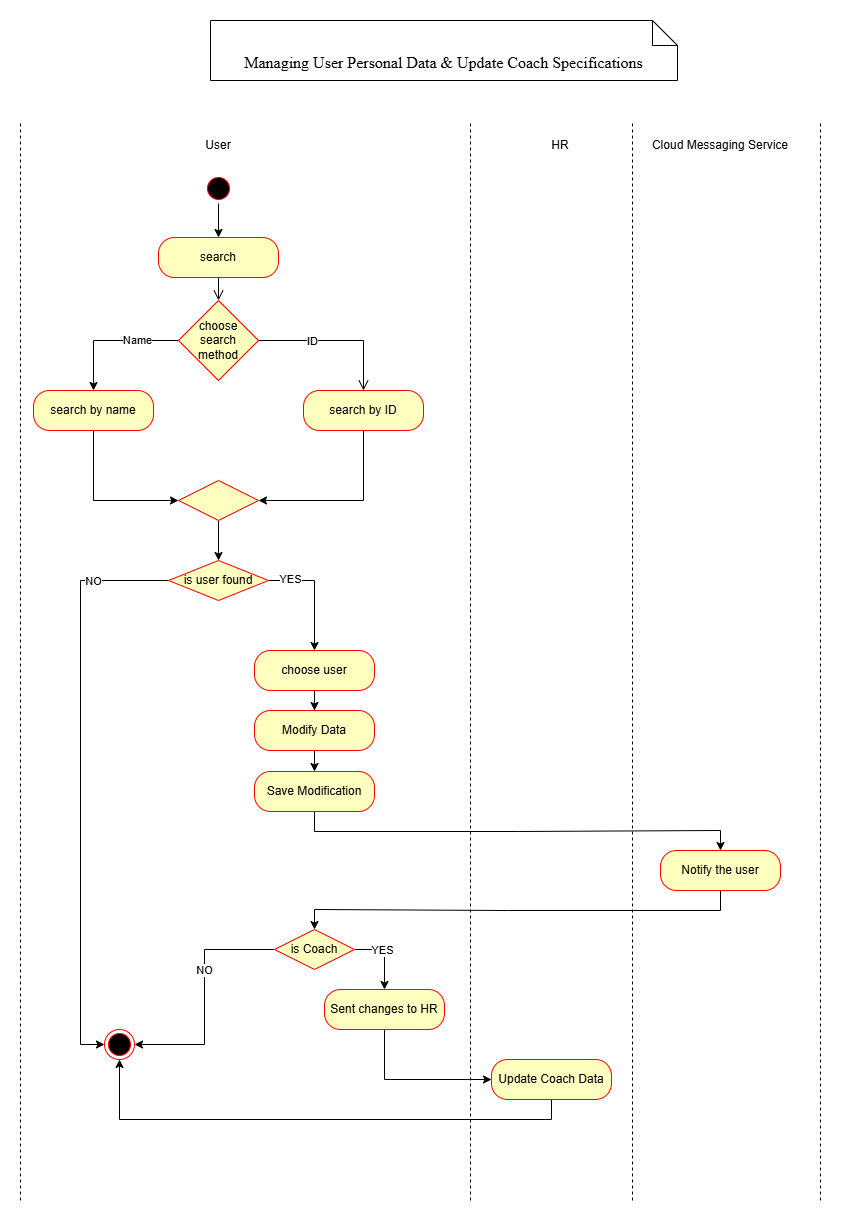 Managing User Personal Data & Update Coach Specifications
User
HR
Cloud Messaging Service
search
choose
search
method
Name
ID
search by name
search by ID
is user found
NO
YES
choose user
Modify Data
Save Modification
Notify the user
is Coach
YES
NO
Sent changes to HR
Update Coach Data